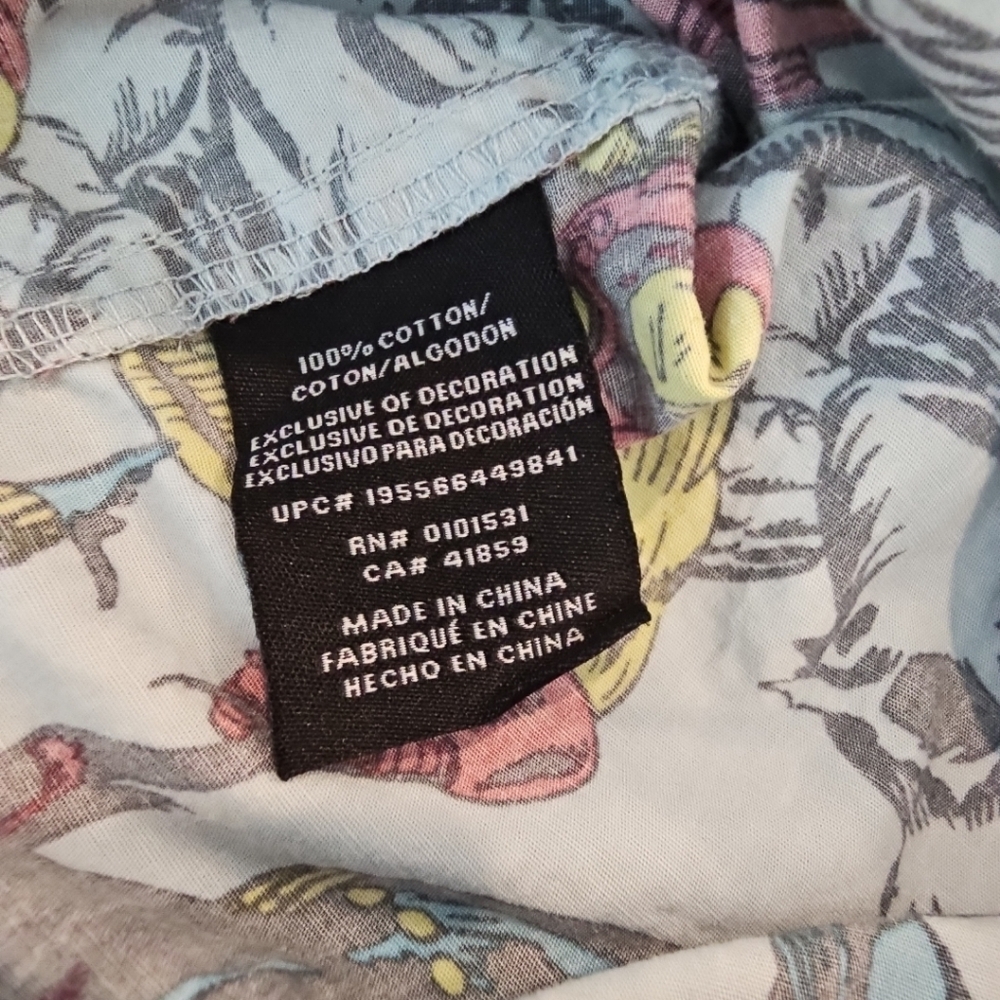 100% COTTON/
COTON/ALGODON
EXCLUSIVE OF DECORATION
EXCLUSIVE DE DECORATION
EXCLUSIVO PARA DECORACIÓN
UPC# 195566449841
RN# 0101531
CA# 41859
MADE IN CHINA
FABRIQUÉ EN CHINE
HECHO EN CHINA